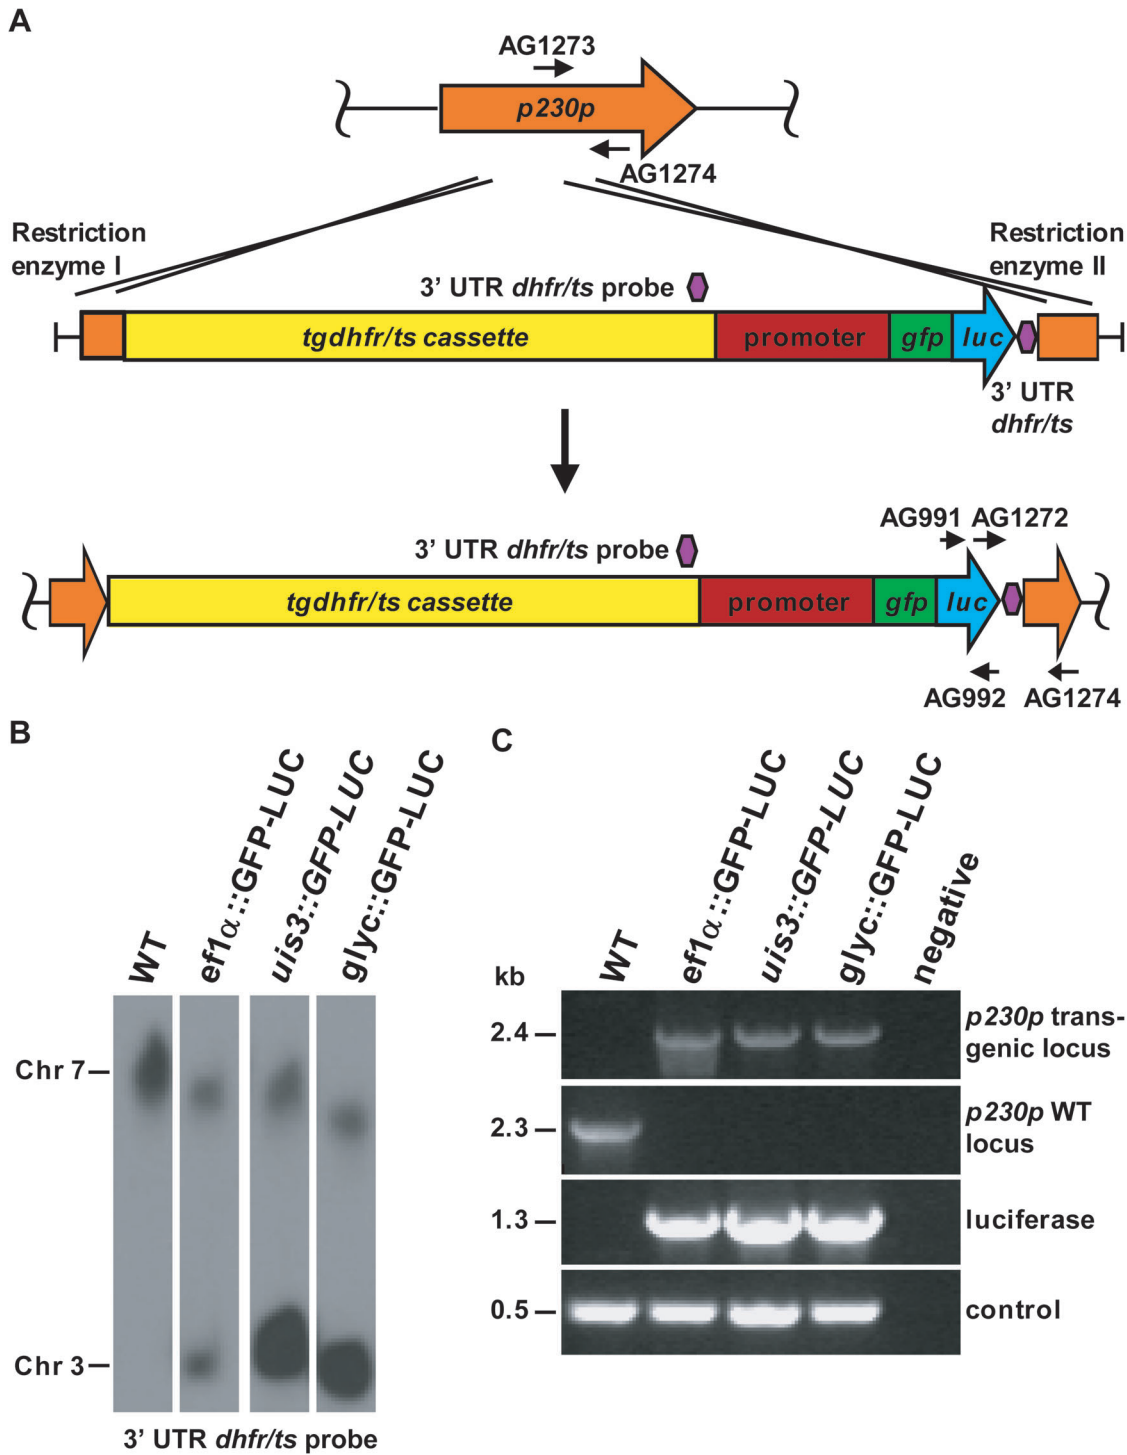 A
AG1273
p230p
AG1274
Restriction
enzyme I
Restriction
enzyme II
3’ UTR dhfr/ts probe
tgdhfr/ts cassette
promoter
gfp
luc
3’ UTR
dhfr/ts
AG991
AG1272
3’ UTR dhfr/ts probe
tgdhfr/ts cassette
promoter
gfp
luc
AG992
AG1274
B
WT
ef1α::GFP-LUC
uis3::GFP-LUC
glyc::GFP-LUC
Chr 7
Chr 3
3’ UTR dhfr/ts probe
C
WT
ef1α::GFP-LUC
uis3::GFP-LUC
glyc::GFP-LUC
negative
kb
2.4
p230p trans-
genic locus
2.3
p230p WT
locus
1.3
luciferase
0.5
control